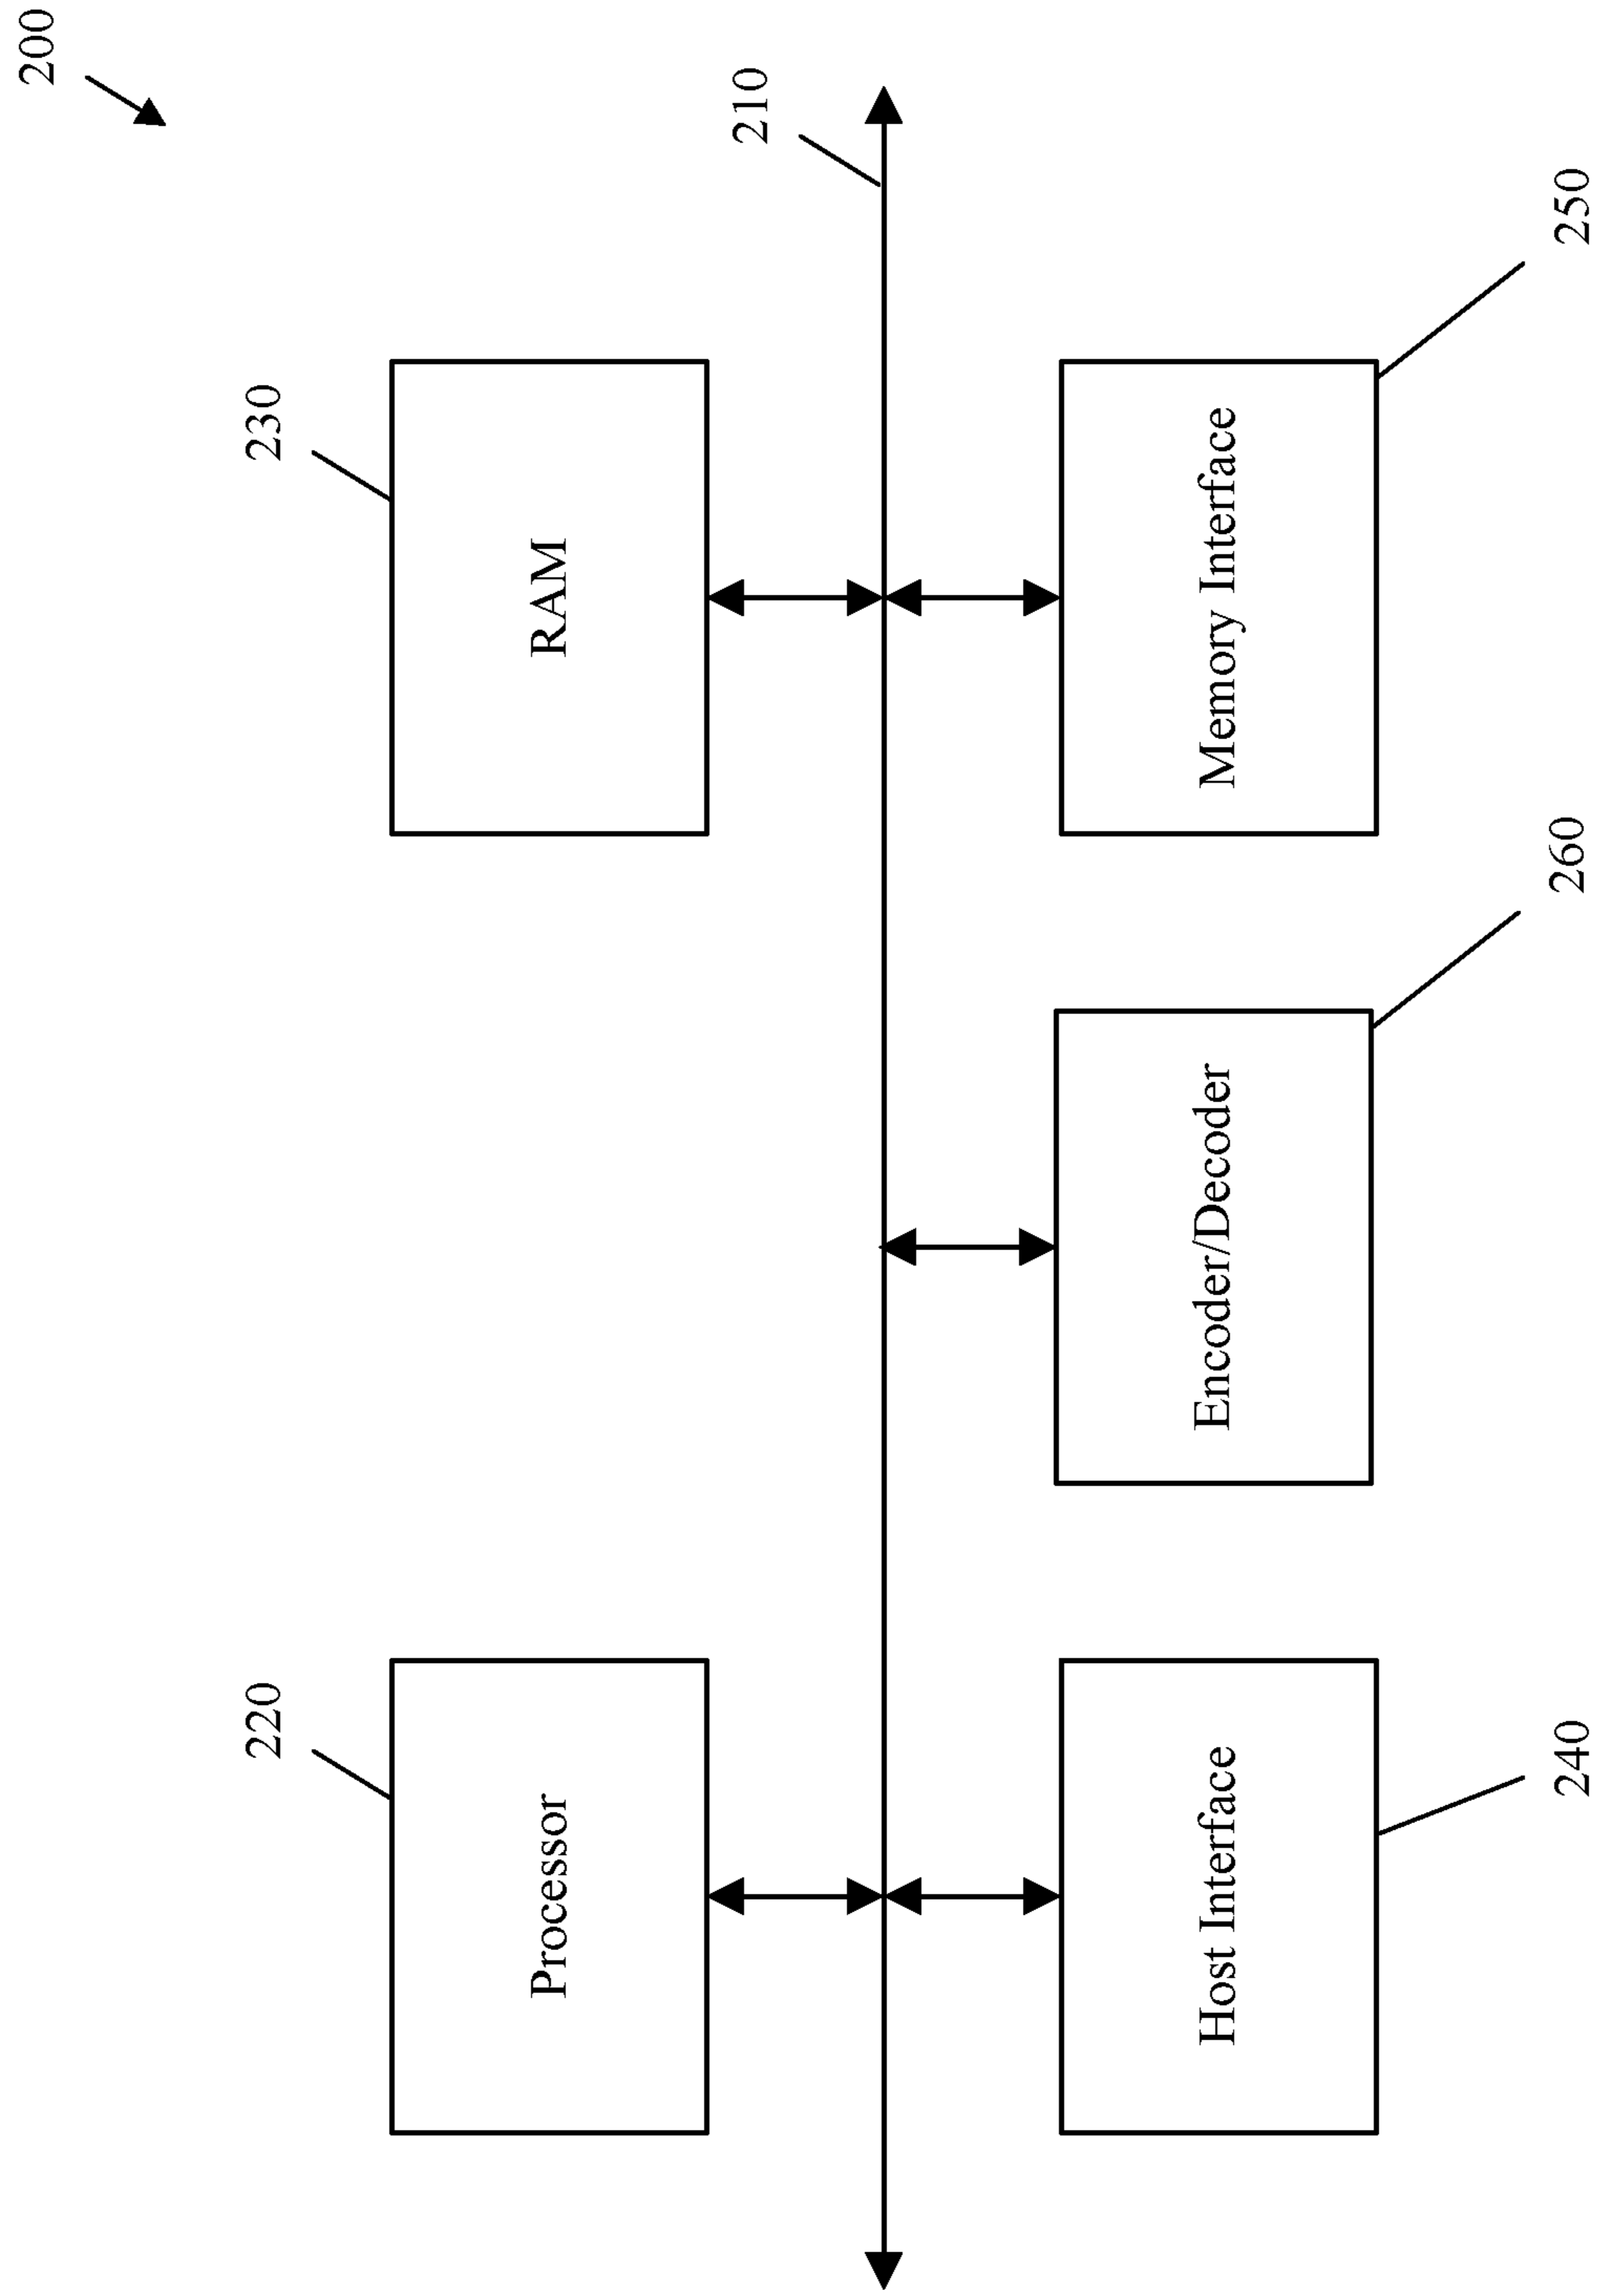 200
220
230
Processor
RAM
210
Host Interface
Encoder/Decoder
Memory Interface
240
260
250